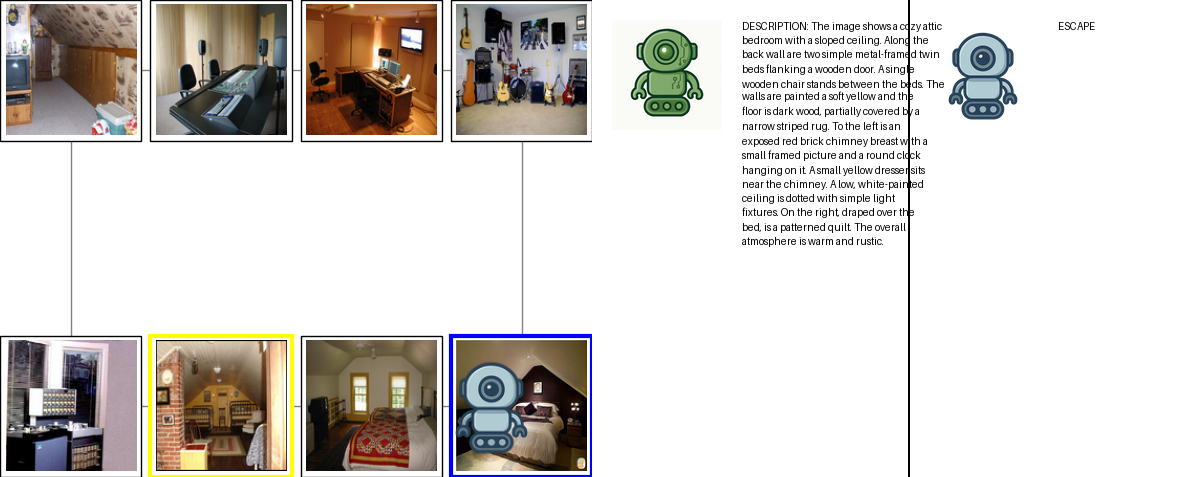 DESCRIPTION: The image shows a cozy attic
bedroom with a sloped ceiling. Along the
back wall are two simple metal-framed twin
beds flanking a wooden door. A single
wooden chair stands between the beds. The
walls are painted a soft yellow and the
floor is dark wood, partially covered by a
narrow striped rug. To the left is an
exposed red brick chimney breast with a
small framed picture and a round clock
hanging on it. A small yellow dresser sits
near the chimney. A low, white-painted
ceiling is dotted with simple light
fixtures. On the right, draped over the
bed, is a patterned quilt. The overall
atmosphere is warm and rustic.
ESCAPE